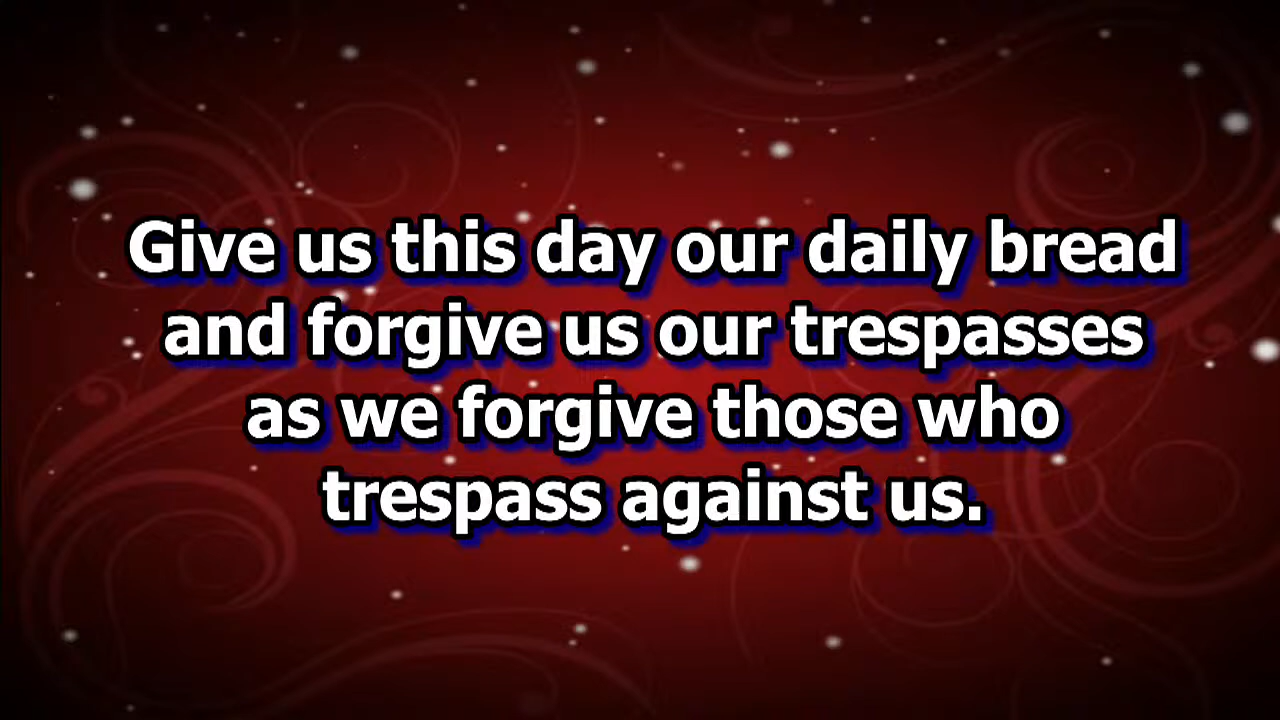 Give us this day our daily bread
and forgive us our trespasses
as we forgive those who
trespass against us.